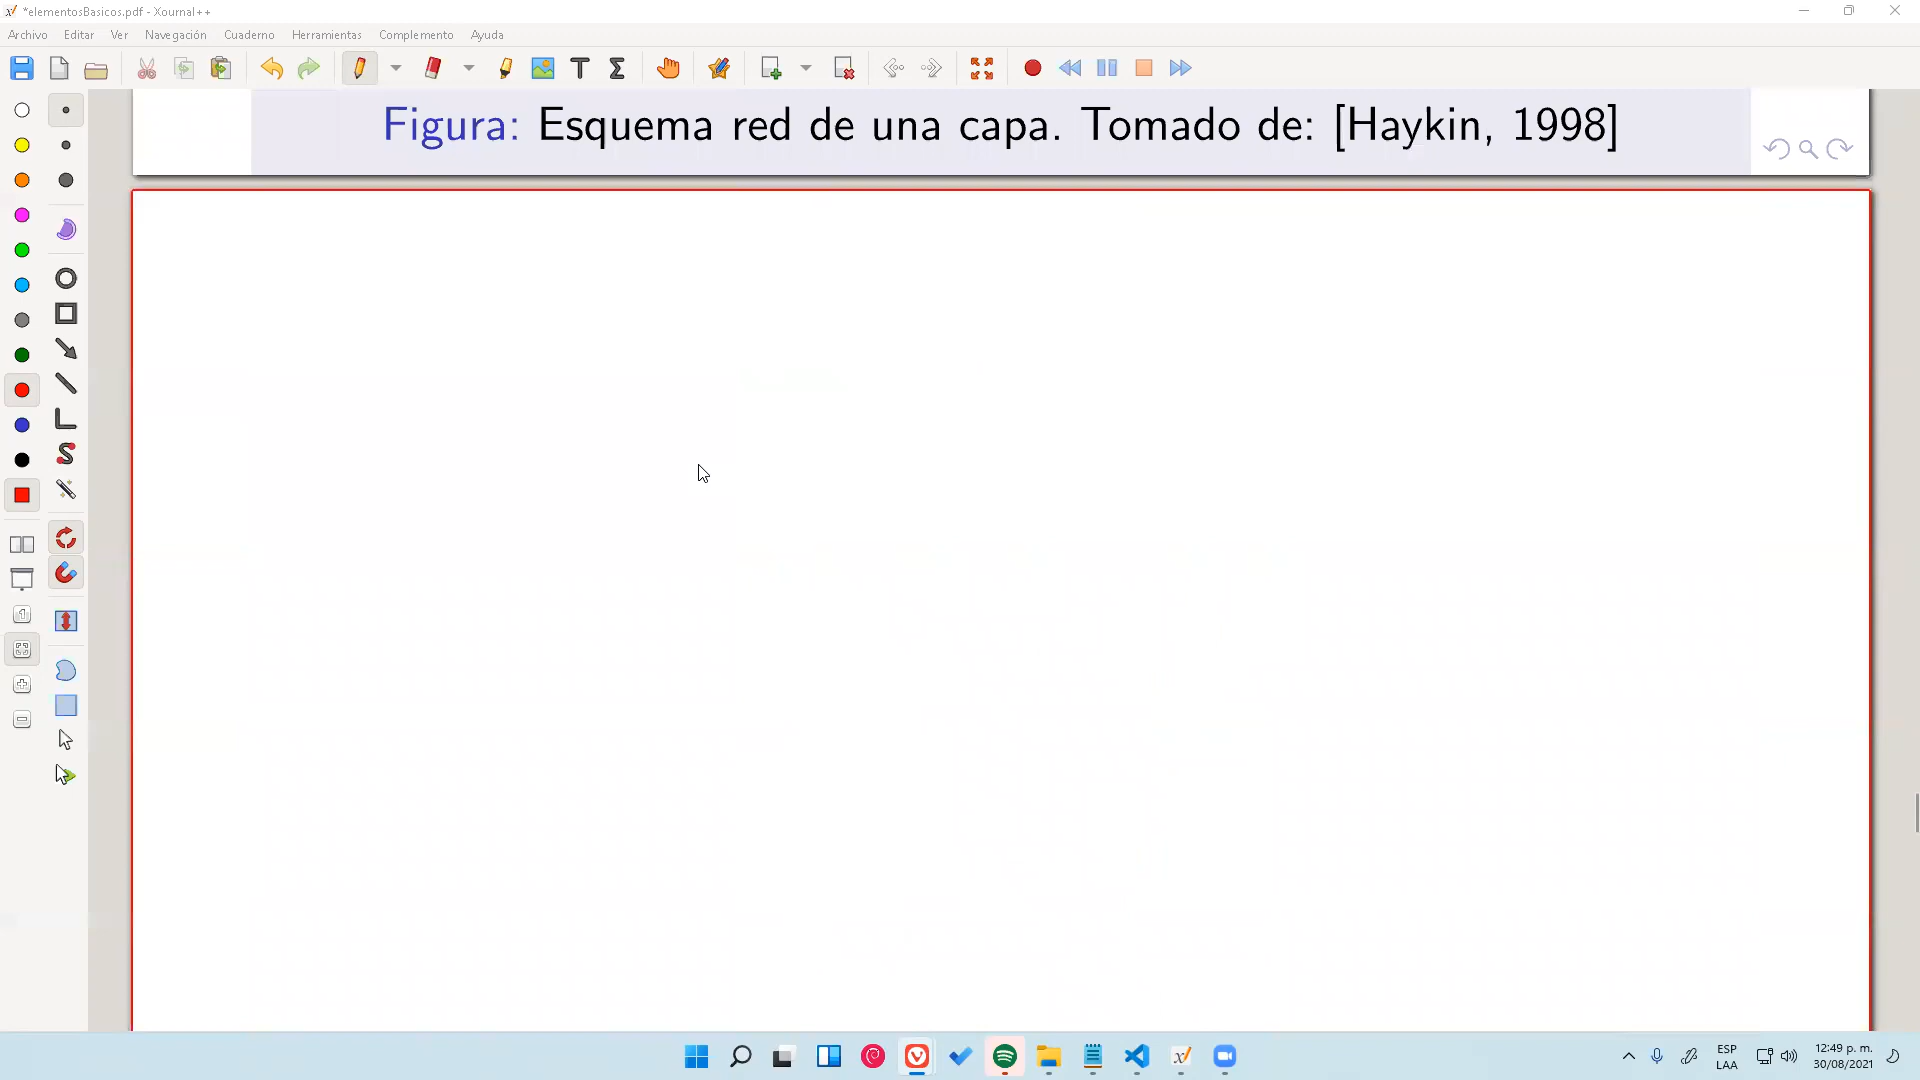 *elementosBasicos.pdf - Xournal++
Archivo Editar Ver Navegación Cuaderno Herramientas Complemento Ayuda
Figura: Esquema red de una capa. Tomado de: [Haykin, 1998]
ESP
LAA
12:49 p. m.
30/08/2021